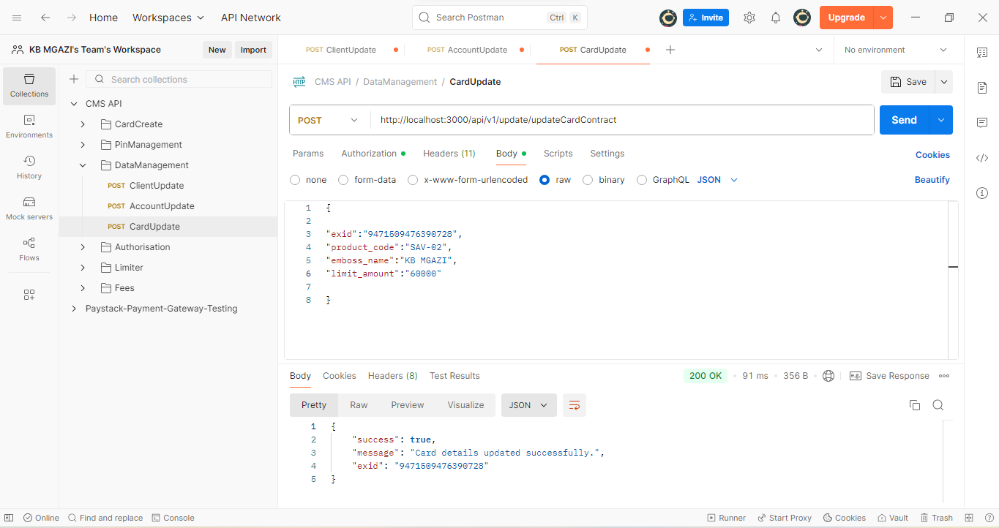 Home Workspaces API Network Search Postman Ctrl K Invite Upgrade
KB MGAZI's Team's Workspace New Import POST ClientUpdate POST AccountUpdate POST CardUpdate No environment
Collections
Environments
History
Mock servers
Flows
Search collections
CMS API
CardCreate
PinManagement
DataManagement
POST ClientUpdate
POST AccountUpdate
POST CardUpdate
Authorisation
Limiter
Fees
Paystack-Payment-Gateway-Testing
HTTP CMS API / DataManagement / CardUpdate Save
POST http://localhost:3000/api/v1/update/updateCardContract Send
Params Authorization Headers (11) Body Scripts Settings Cookies
none form-data x-www-form-urlencoded raw binary GraphQL JSON Beautify
1 {
2
3 "exid":"9471509476390728",
4 "product_code":"SAV-02",
5 "emboss_name":"KB MGAZI",
6 "limit_amount":"60000"
7
8 }
Body Cookies Headers (8) Test Results 200 OK 91 ms 356 B e.g. Save Response
Pretty Raw Preview Visualize JSON
1 {
2 "success": true,
3 "message": "Card details updated successfully.",
4 "exid": "9471509476390728"
5 }
Online Find and replace Console Runner Start Proxy Cookies Vault Trash